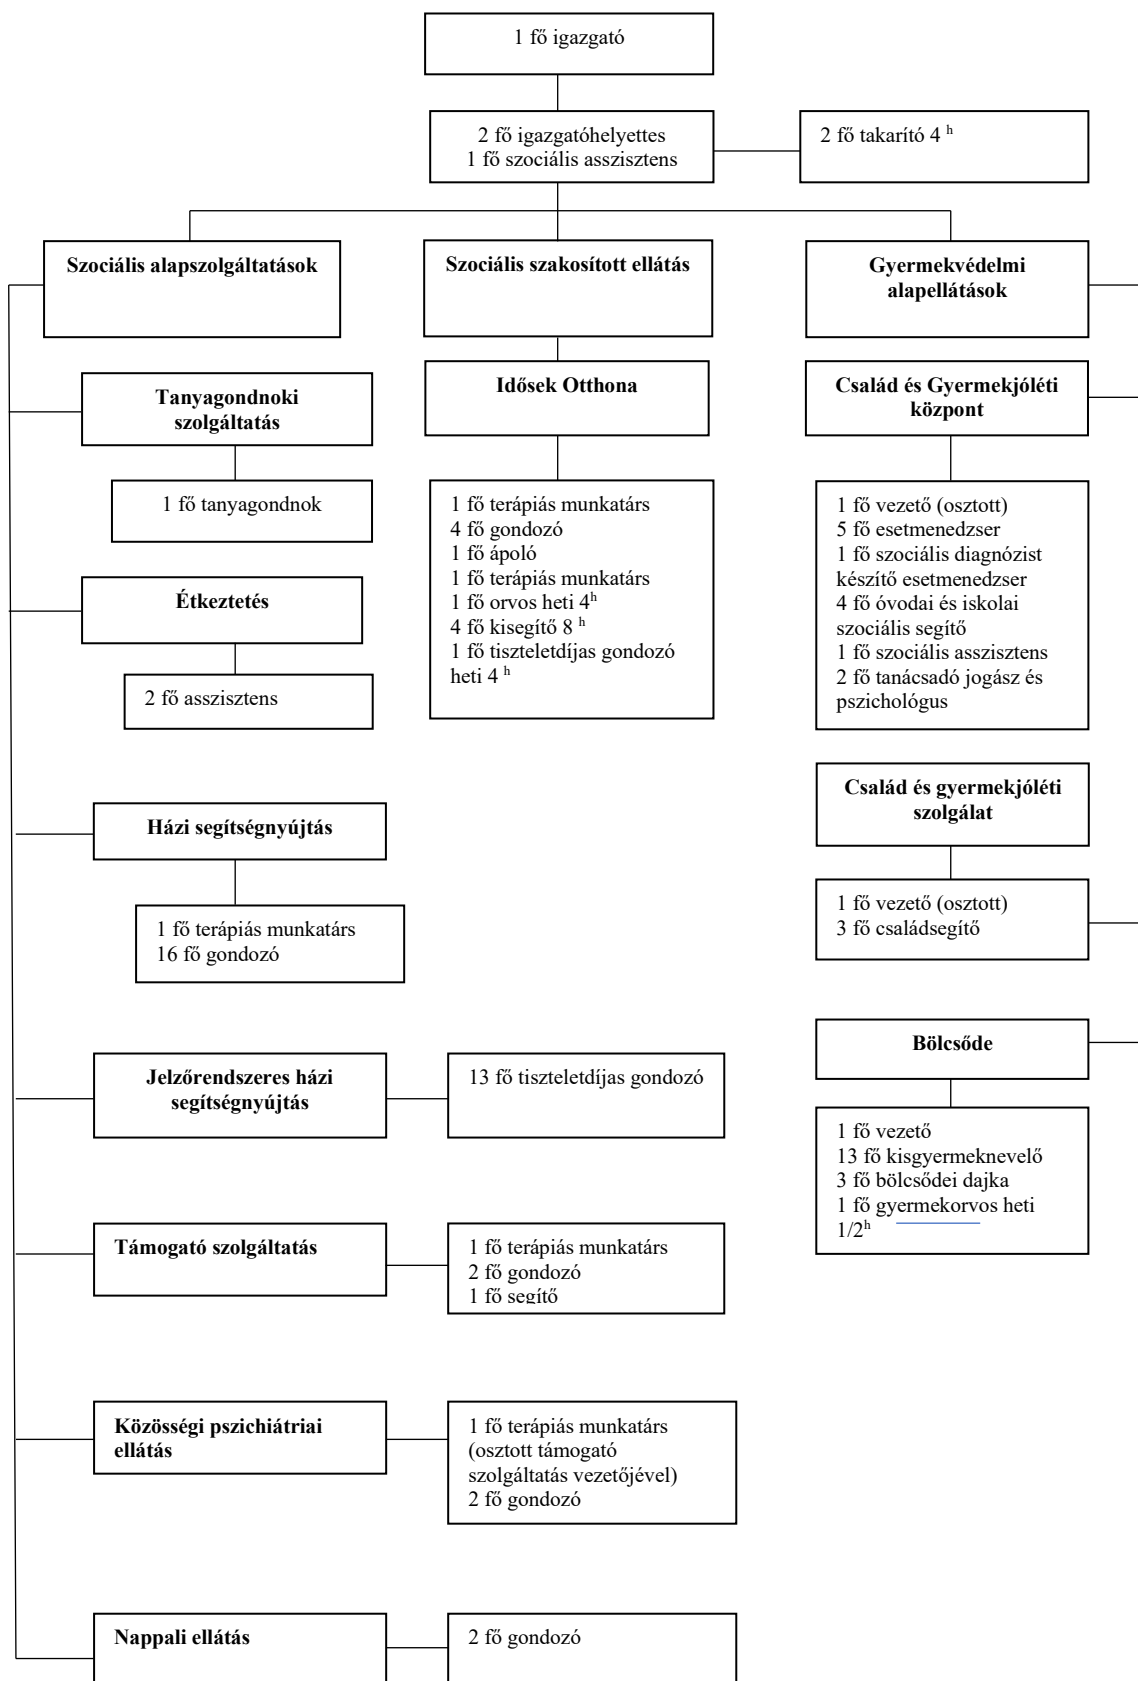 1 fő igazgató
2 fő igazgatóhelyettes
1 fő szociális asszisztens
2 fő takarító 4 h
Szociális alapszolgáltatások
Szociális szakosított ellátás
Gyermekvédelmi
alapellátások
Tanyagondnoki
szolgáltatás
1 fő tanyagondnok
Étkeztetés
2 fő asszisztens
Házi segítségnyújtás
1 fő terápiás munkatárs
16 fő gondozó
Jelzőrendszeres házi
segítségnyújtás
13 fő tiszteletdíjas gondozó
Támogató szolgáltatás
1 fő terápiás munkatárs
2 fő gondozó
1 fő segítő
Közösségi pszichiátriai
ellátás
1 fő terápiás munkatárs
(osztott támogató
szolgáltatás vezetőjével)
2 fő gondozó
Nappali ellátás
2 fő gondozó
Idősek Otthona
1 fő terápiás munkatárs
4 fő gondozó
1 fő ápoló
1 fő terápiás munkatárs
1 fő orvos heti 4h
4 fő kisegítő 8 h
1 fő tiszteletdíjas gondozó
heti 4 h
Család és Gyermekjóléti
központ
1 fő vezető (osztott)
5 fő esetmenedzser
1 fő szociális diagnózist
készítő esetmenedzser
4 fő óvodai és iskolai
szociális segítő
1 fő szociális asszisztens
2 fő tanácsadó jogász és
pszichológus
Család és gyermekjóléti
szolgálat
1 fő vezető (osztott)
3 fő családsegítő
Bölcsőde
1 fő vezető
13 fő kisgyermeknevelő
3 fő bölcsődei dajka
1 fő gyermekorvos heti
1/2h